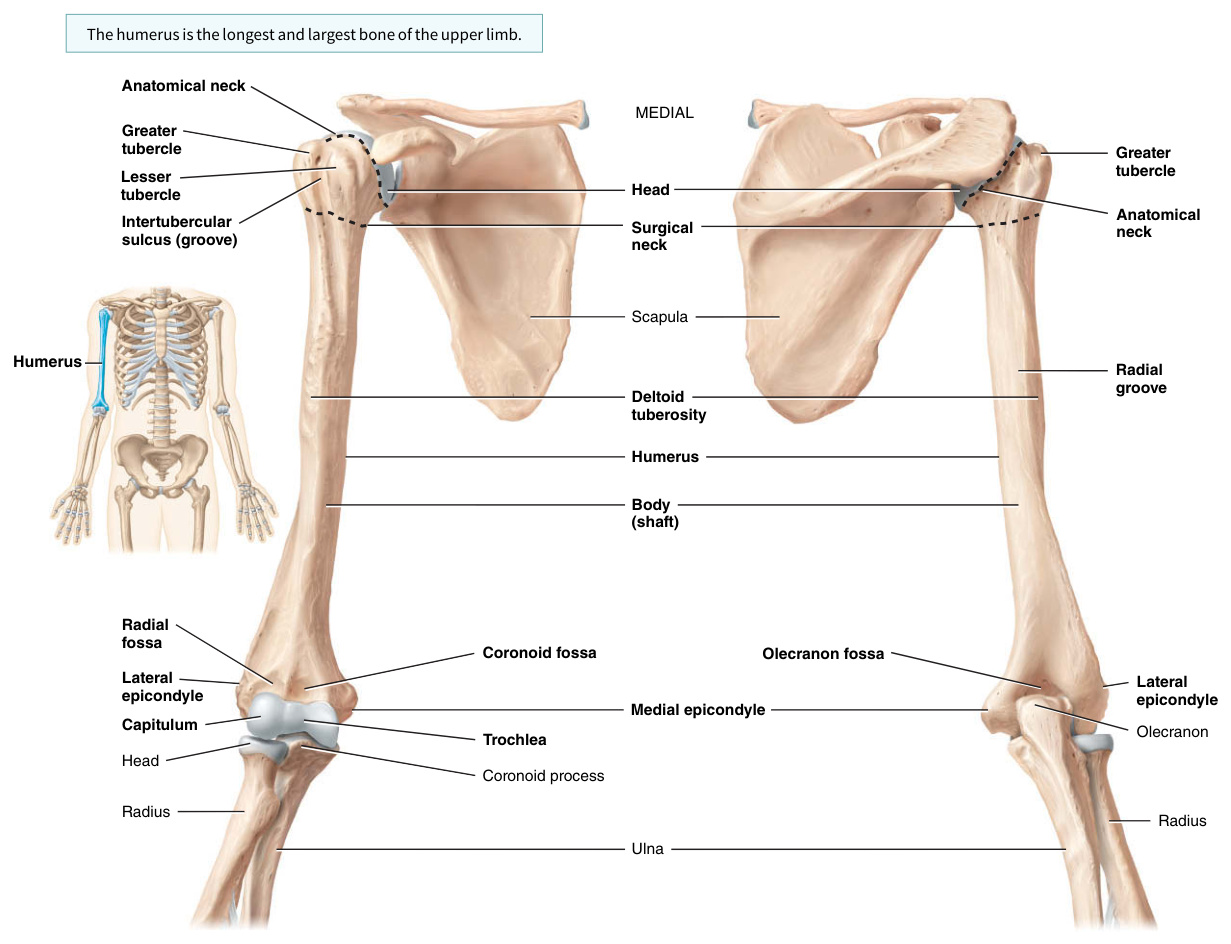 The humerus is the longest and largest bone of the upper limb.
Anatomical neck
Greater
tubercle
Lesser
tubercle
Intertubercular
sulcus (groove)
Humerus
Radial
fossa
Lateral
epicondyle
Capitulum
Head
Radius
MEDIAL
Head
Surgical
neck
Scapula
Deltoid
tuberosity
Humerus
Body
(shaft)
Coronoid fossa
Medial epicondyle
Trochlea
Coronoid process
Ulna
Olecranon fossa
Greater
tubercle
Anatomical
neck
Radial
groove
Lateral
epicondyle
Olecranon
Radius